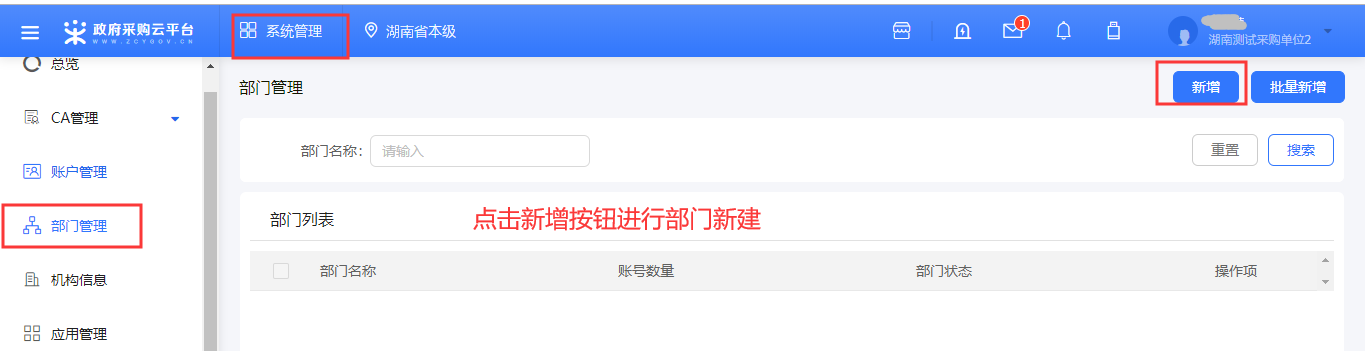 政府采购云平台
WWW.ZCYGOV.CN
系统管理
湖南省本级
1
湖南测试采购单位2
总览
CA管理
账户管理
部门管理
机构信息
应用管理
部门管理
新增
批量新增
部门名称：
请输入
重置
搜索
部门列表
点击新增按钮进行部门新建
部门名称
账号数量
部门状态
操作项